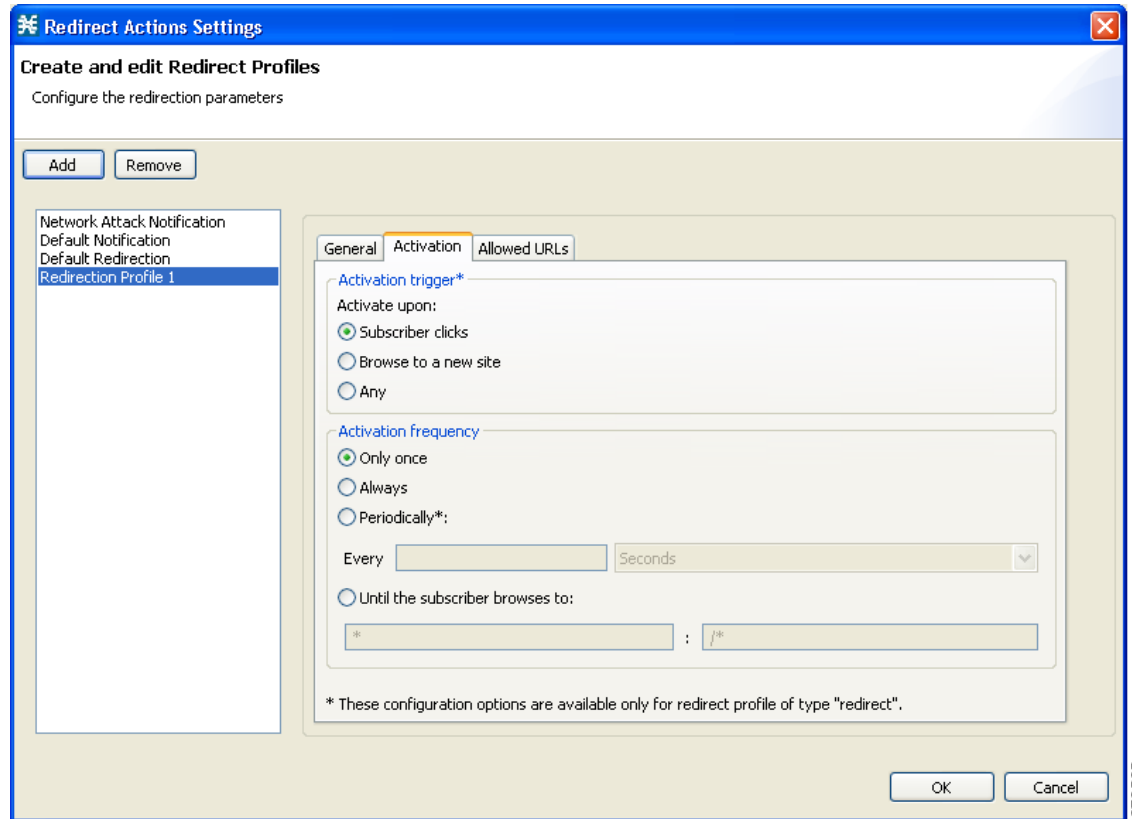 Redirect Actions Settings
Create and edit Redirect Profiles
Configure the redirection parameters
Add
Remove
Network Attack Notification
Default Notification
Default Redirection
Redirection Profile 1
General
Activation
Allowed URLs
Activation trigger*
Activate upon:
Subscriber clicks
Browse to a new site
Any
Activation frequency
Only once
Always
Periodically*:
Every
Seconds
Until the subscriber browses to:
*
:
/*
* These configuration options are available only for redirect profile of type "redirect".
OK
Cancel